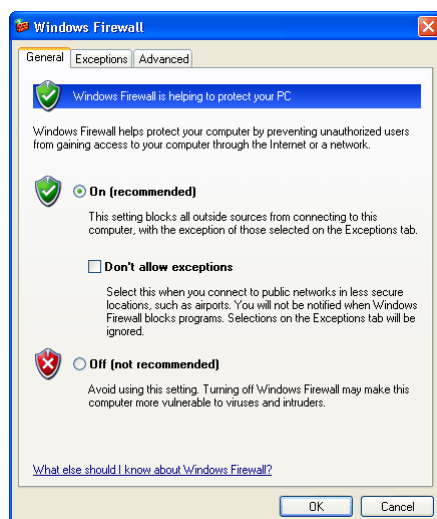 Windows Firewall
General Exceptions Advanced
Windows Firewall is helping to protect your PC
Windows Firewall helps protect your computer by preventing unauthorized users
from gaining access to your computer through the Internet or a network.
On (recommended)
This setting blocks all outside sources from connecting to this
computer, with the exception of those selected on the Exceptions tab.
Don't allow exceptions
Select this when you connect to public networks in less secure
locations, such as airports. You will not be notified when Windows
Firewall blocks programs. Selections on the Exceptions tab will be
ignored.
Off (not recommended)
Avoid using this setting. Turning off Windows Firewall may make this
computer more vulnerable to viruses and intruders.
What else should I know about Windows Firewall?
OK Cancel